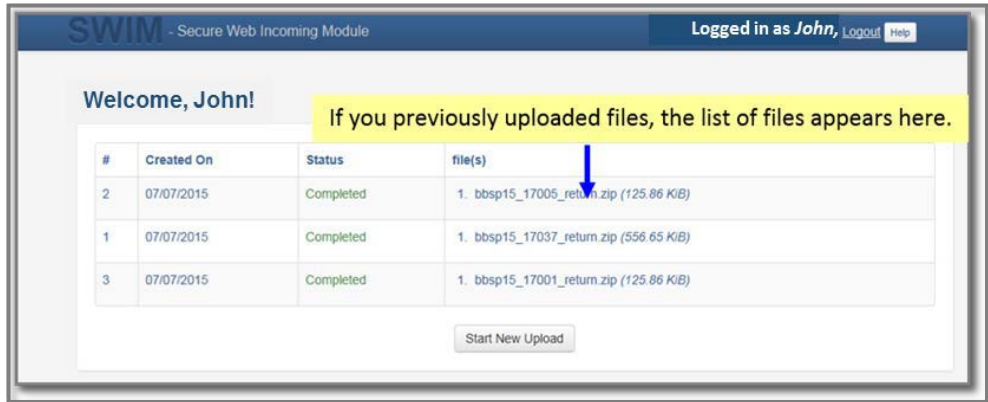 SWIM - Secure Web Incoming Module Logged in as John, Logout Help
Welcome, John!
If you previously uploaded files, the list of files appears here.
# Created On Status file(s)
2 07/07/2015 Completed 1. bbsp15_17005_return.zip (125.86 KiB)
1 07/07/2015 Completed 1. bbsp15_17037_return.zip (556.65 KiB)
3 07/07/2015 Completed 1. bbsp15_17001_return.zip (125.86 KiB)
Start New Upload